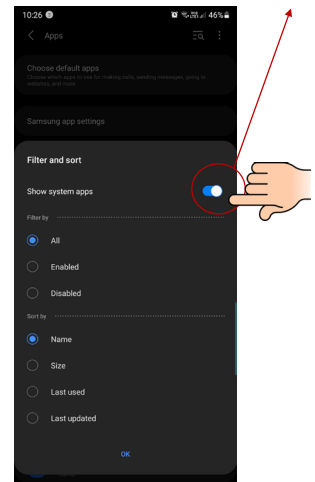 10:26
46%
Apps
Choose default apps
Choose which apps to use for making calls, sending messages, going to
websites, and more
Samsung app settings
Filter and sort
Show system apps
Filter by
All
Enabled
Disabled
Sort by
Name
Size
Last used
Last updated
OK